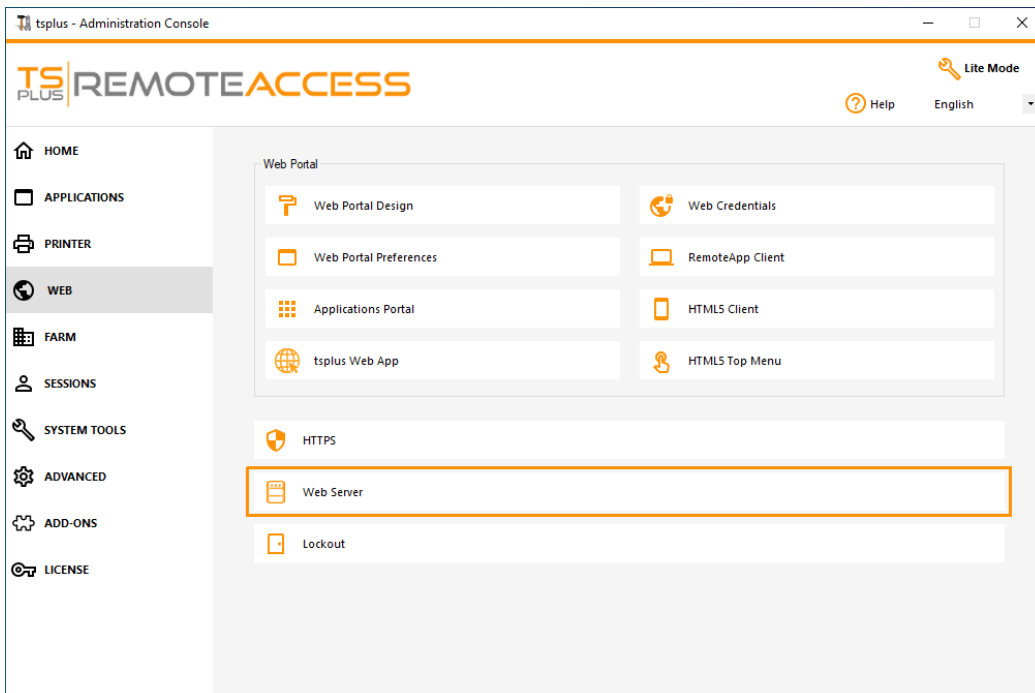 tsplus - Administration Console
TS PLUS REMOTEACCESS
Lite Mode
Help English
HOME
APPLICATIONS
PRINTER
WEB
FARM
SESSIONS
SYSTEM TOOLS
ADVANCED
ADD-ONS
LICENSE
Web Portal
Web Portal Design
Web Credentials
Web Portal Preferences
RemoteApp Client
Applications Portal
HTML5 Client
tsplus Web App
HTML5 Top Menu
HTTPS
Web Server
Lockout